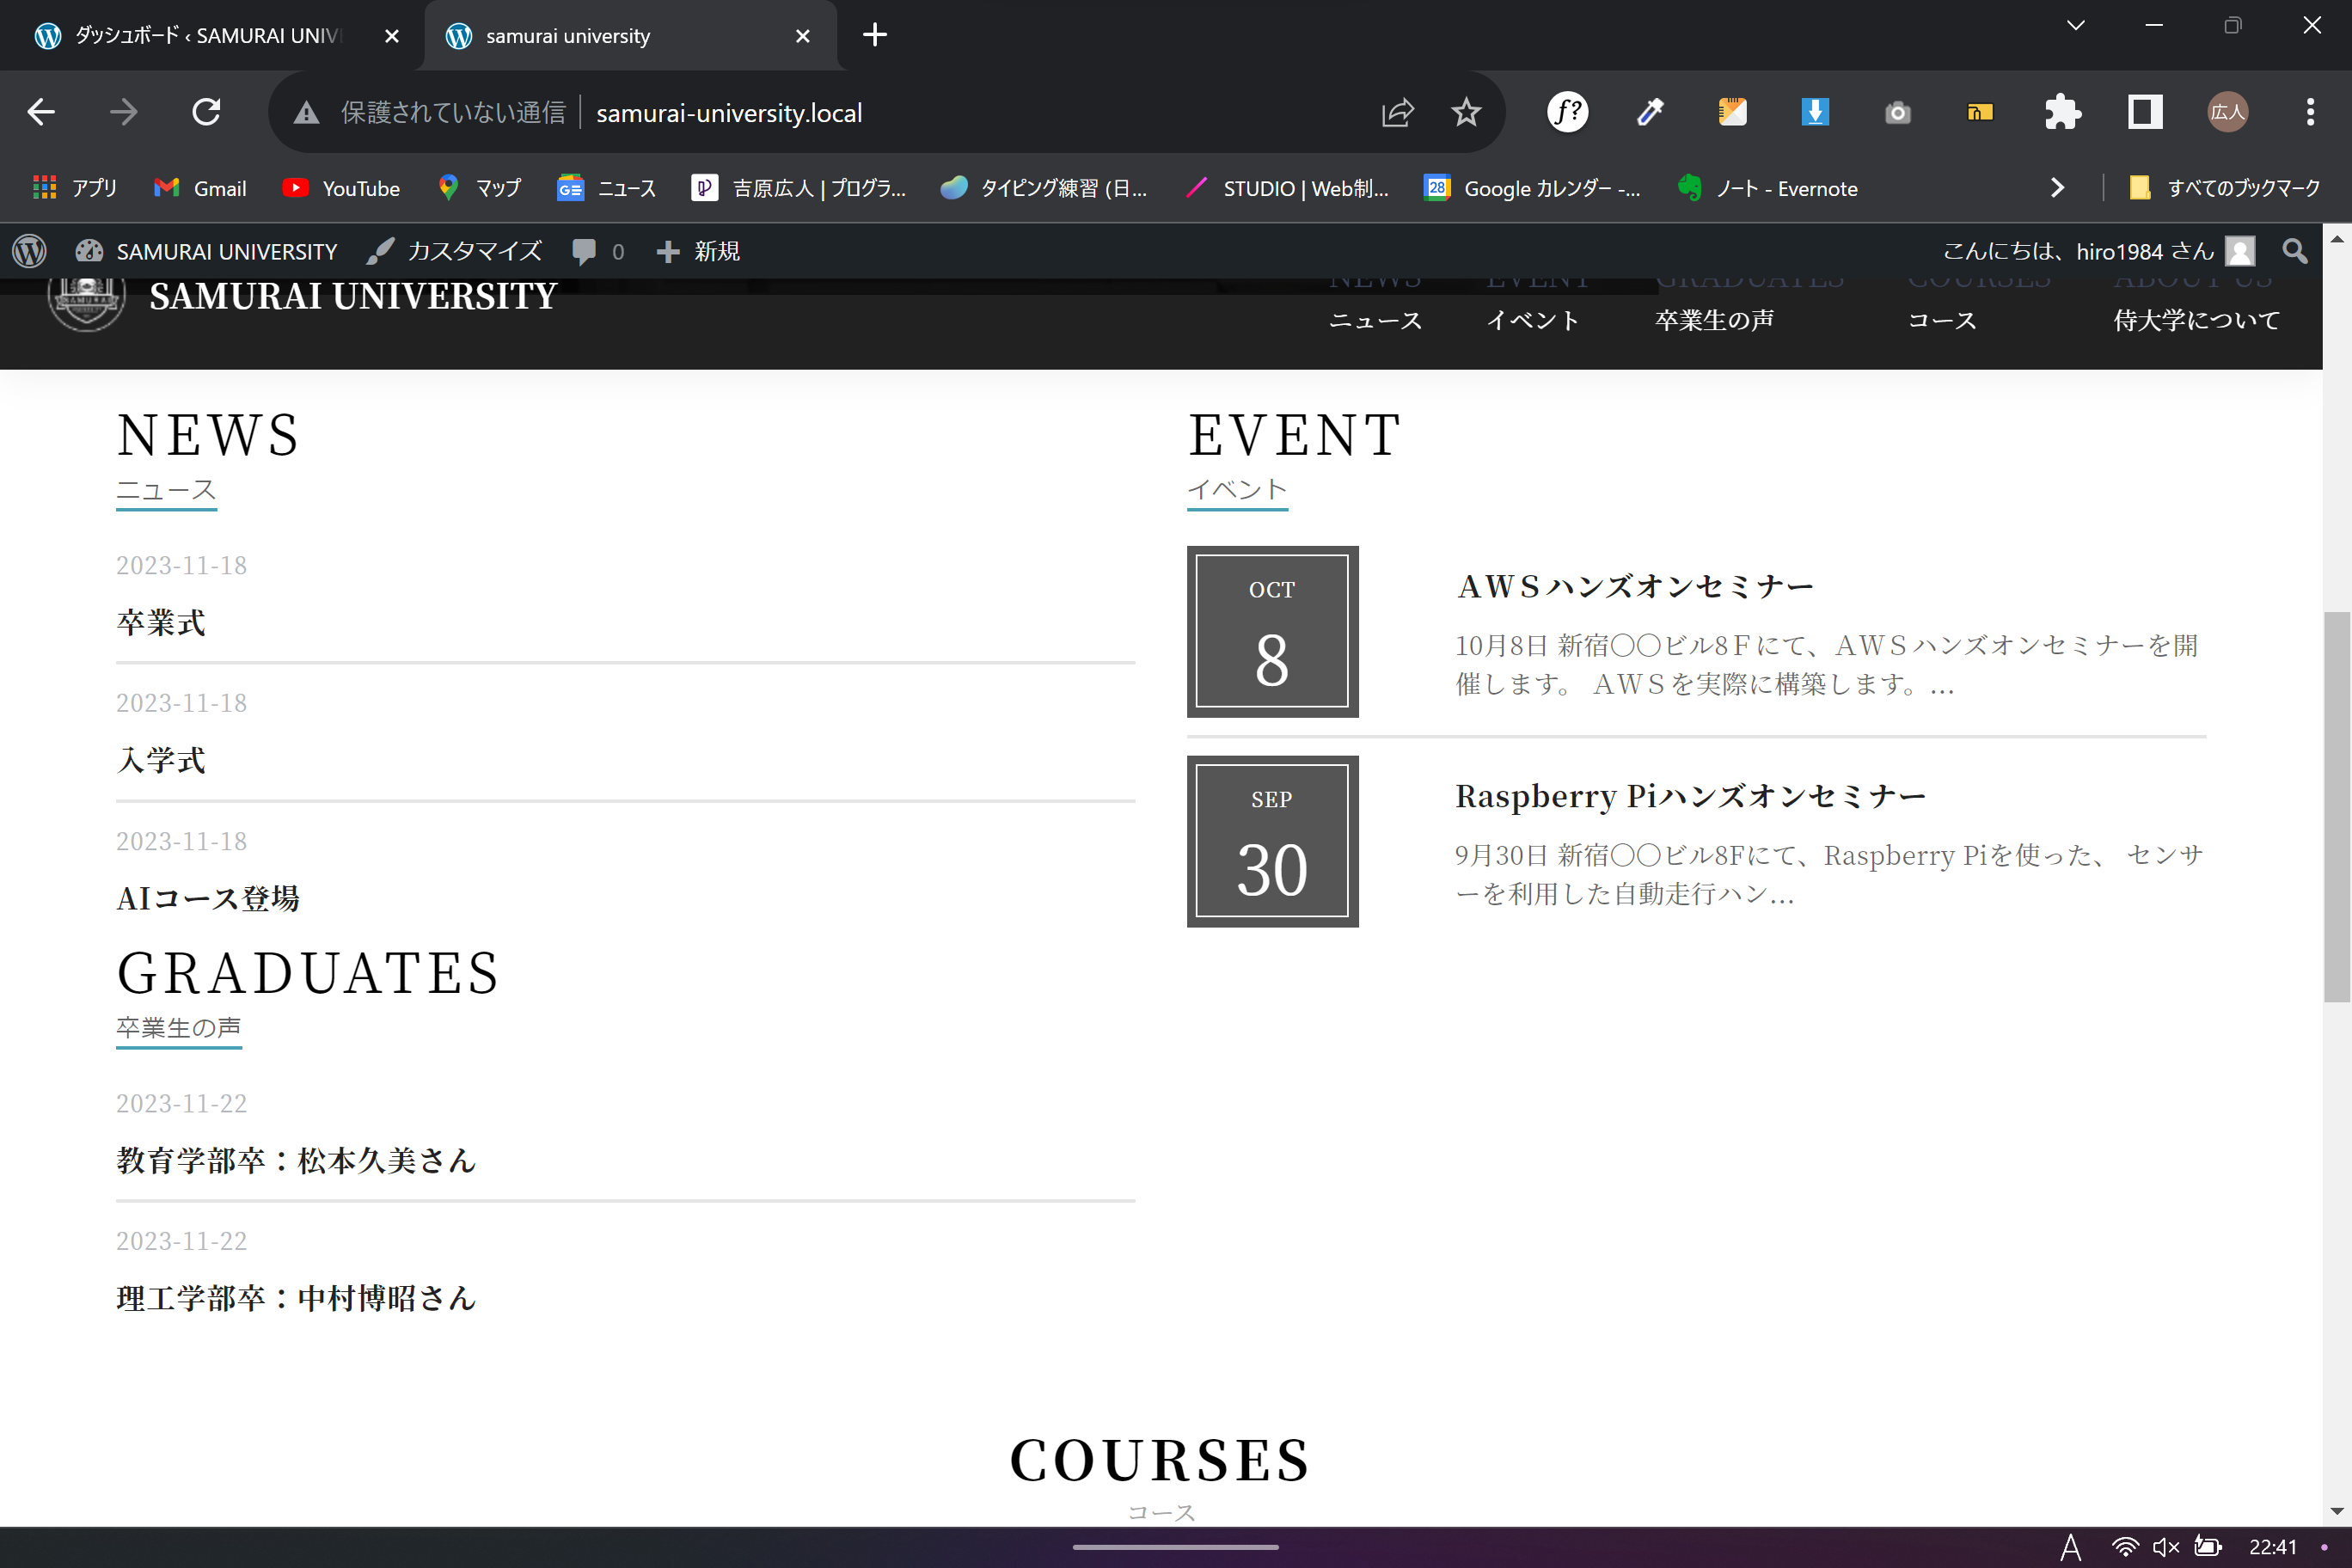 ダッシュボード ‹ SAMURAI UNIV
samurai university
保護されていない通信 samurai-university.local
f?
広人
アプリ Gmail YouTube マップ ニュース 吉原広人 | プログラ... タイピング練習 (日... STUDIO | Web制... 28 Google カレンダー -... ノート - Evernote すべてのブックマーク
SAMURAI UNIVERSITY カスタマイズ 0 新規 こんにちは、hiro1984 さん
SAMURAI UNIVERSITY
NEWS EVENT GRADUATES COURSES ABOUT US
ニュース イベント 卒業生の声 コース 侍大学について
NEWS
ニュース
2023-11-18
卒業式
2023-11-18
入学式
2023-11-18
AIコース登場
EVENT
イベント
OCT
8
AWSハンズオンセミナー
10月8日 新宿〇〇ビル8Fにて、AWSハンズオンセミナーを開
催します。 AWSを実際に構築します。...
SEP
30
Raspberry Piハンズオンセミナー
9月30日 新宿〇〇ビル8Fにて、Raspberry Piを使った、 センサ
ーを利用した自動走行ハン...
GRADUATES
卒業生の声
2023-11-22
教育学部卒：松本久美さん
2023-11-22
理工学部卒：中村博昭さん
COURSES
コース
A 22:41